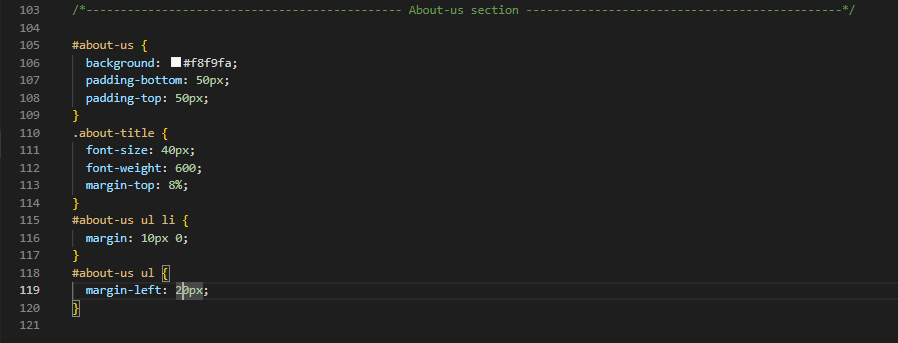 103 /*------------------------------------------- About-us section -------------------------------------------*/
104
105 #about-us {
106   background: #f8f9fa;
107   padding-bottom: 50px;
108   padding-top: 50px;
109 }
110 .about-title {
111   font-size: 40px;
112   font-weight: 600;
113   margin-top: 8%;
114 }
115 #about-us ul li {
116   margin: 10px 0;
117 }
118 #about-us ul {
119   margin-left: 20px;
120 }
121